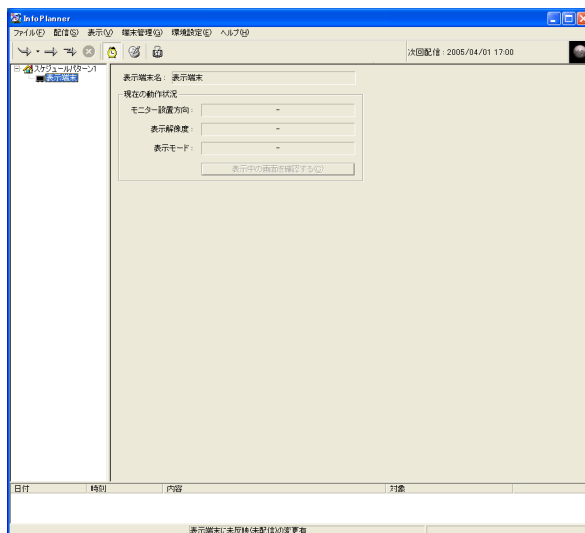 InfoPlanner
ファイル(F) 配信(S) 表示(V) 端末管理(G) 環境設定(E) ヘルプ(H)
次回配信 : 2005/04/01 17:00
スケジュールパターン1
表示端末
表示端末名 : 表示端末
現在の動作状況
モニター設置方向 : -
表示解像度 : -
表示モード : -
表示中の画面を確認する(C)
日付 時刻 内容 対象
表示端末に未反映(未配信)の変更有